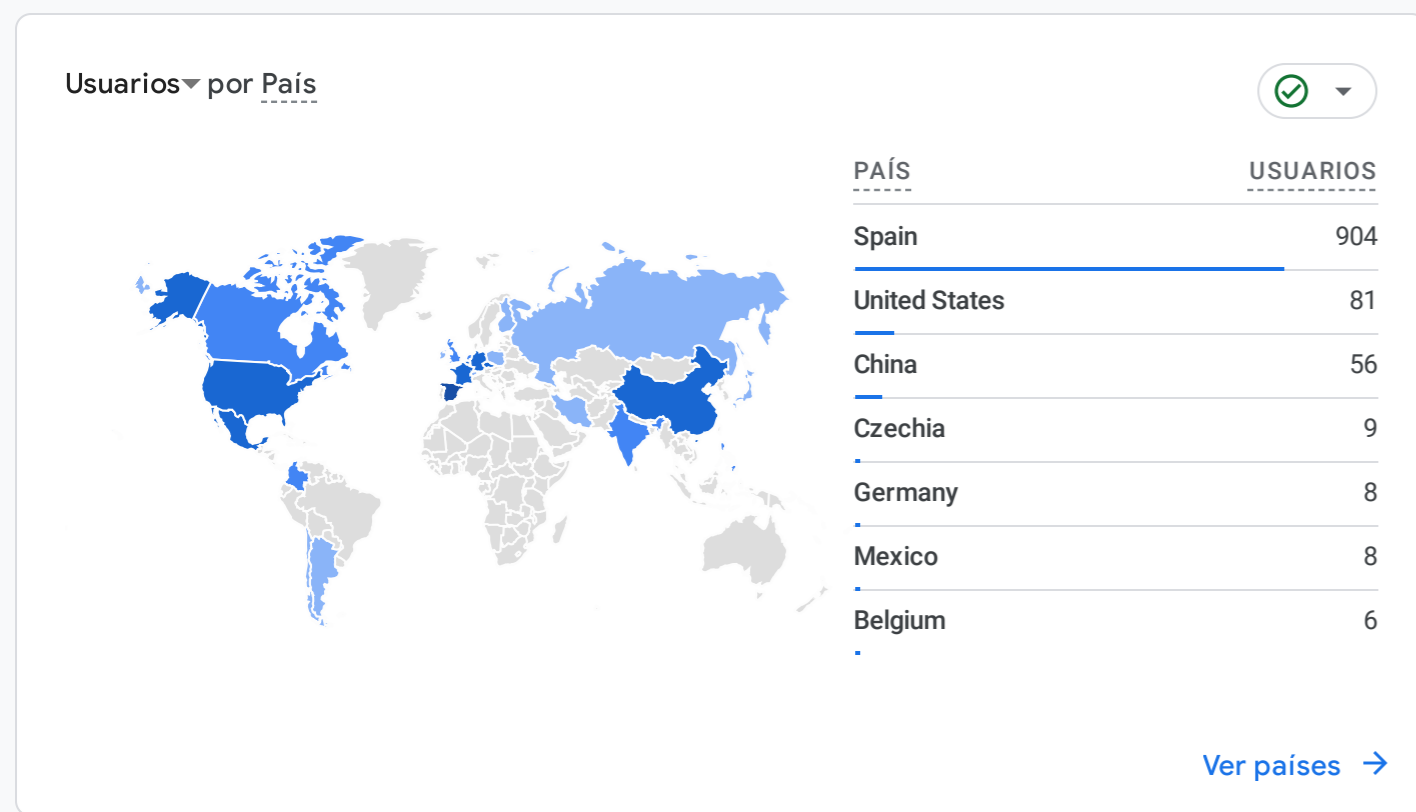 Usuarios por País
PAÍS USUARIOS
Spain 904
United States 81
China 56
Czechia 9
Germany 8
Mexico 8
Belgium 6
Ver países